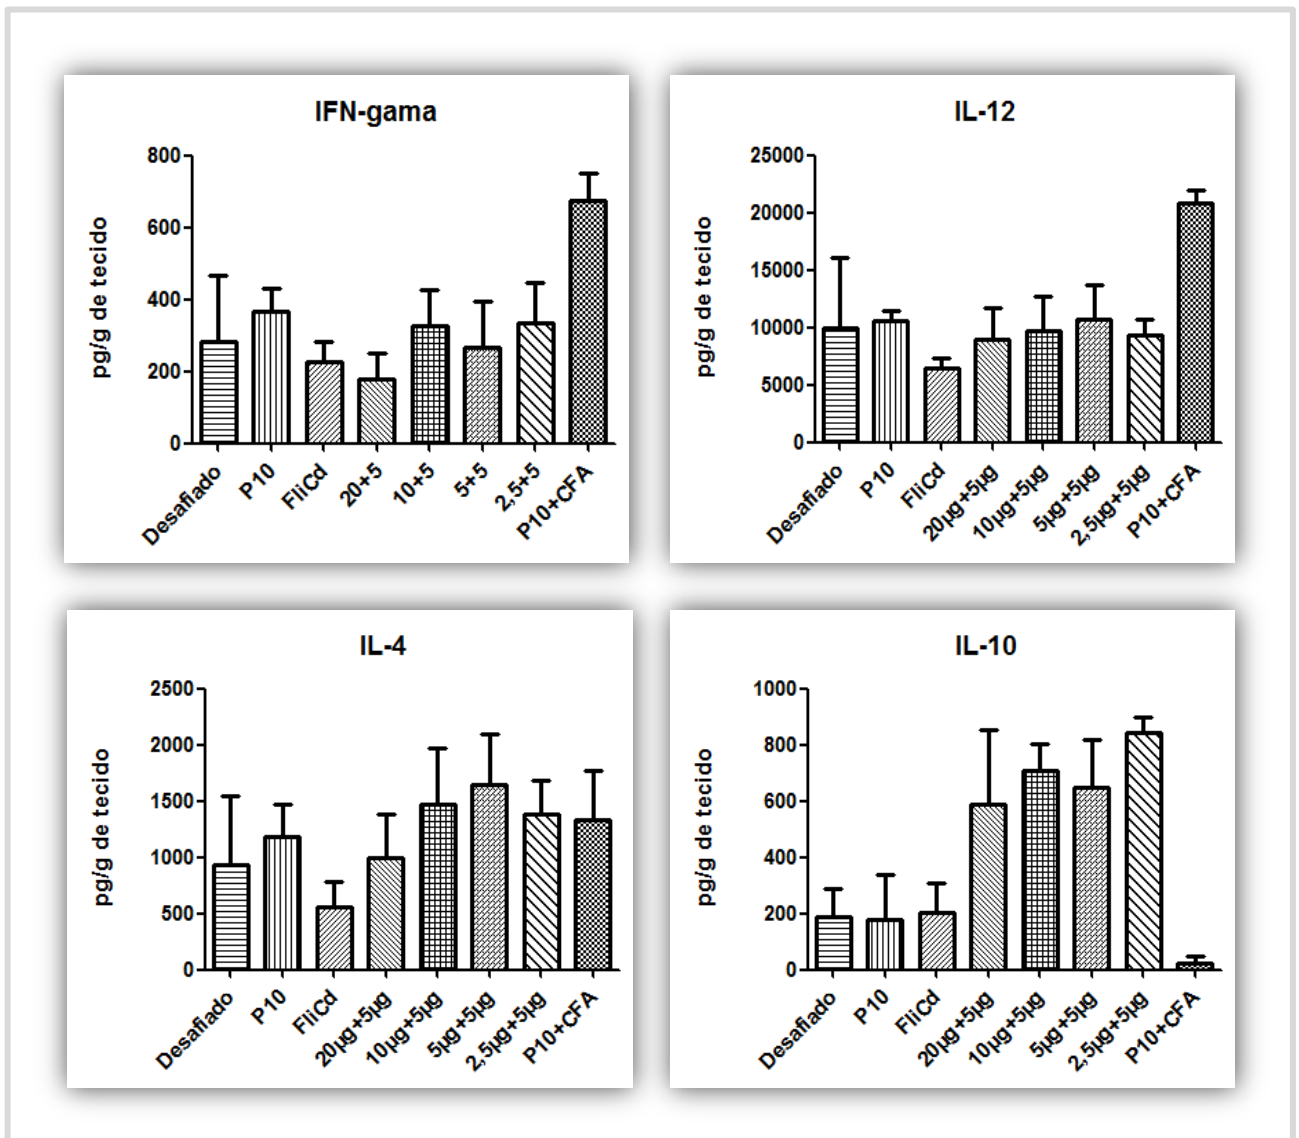 IFN-gama
pg/g de tecido
800
600
400
200
0
Desafiado
P10
FliCd
20+5
10+5
5+5
2,5+5
P10+CFA
IL-12
pg/g de tecido
25000
20000
15000
10000
5000
0
Desafiado
P10
FliCd
20µg+5µg
10µg+5µg
5µg+5µg
2,5µg+5µg
P10+CFA
IL-4
pg/g de tecido
2500
2000
1500
1000
500
0
Desafiado
P10
FliCd
20µg+5µg
10µg+5µg
5µg+5µg
2,5µg+5µg
P10+CFA
IL-10
pg/g de tecido
1000
800
600
400
200
0
Desafiado
P10
FliCd
20µg+5µg
10µg+5µg
5µg+5µg
2,5µg+5µg
P10+CFA